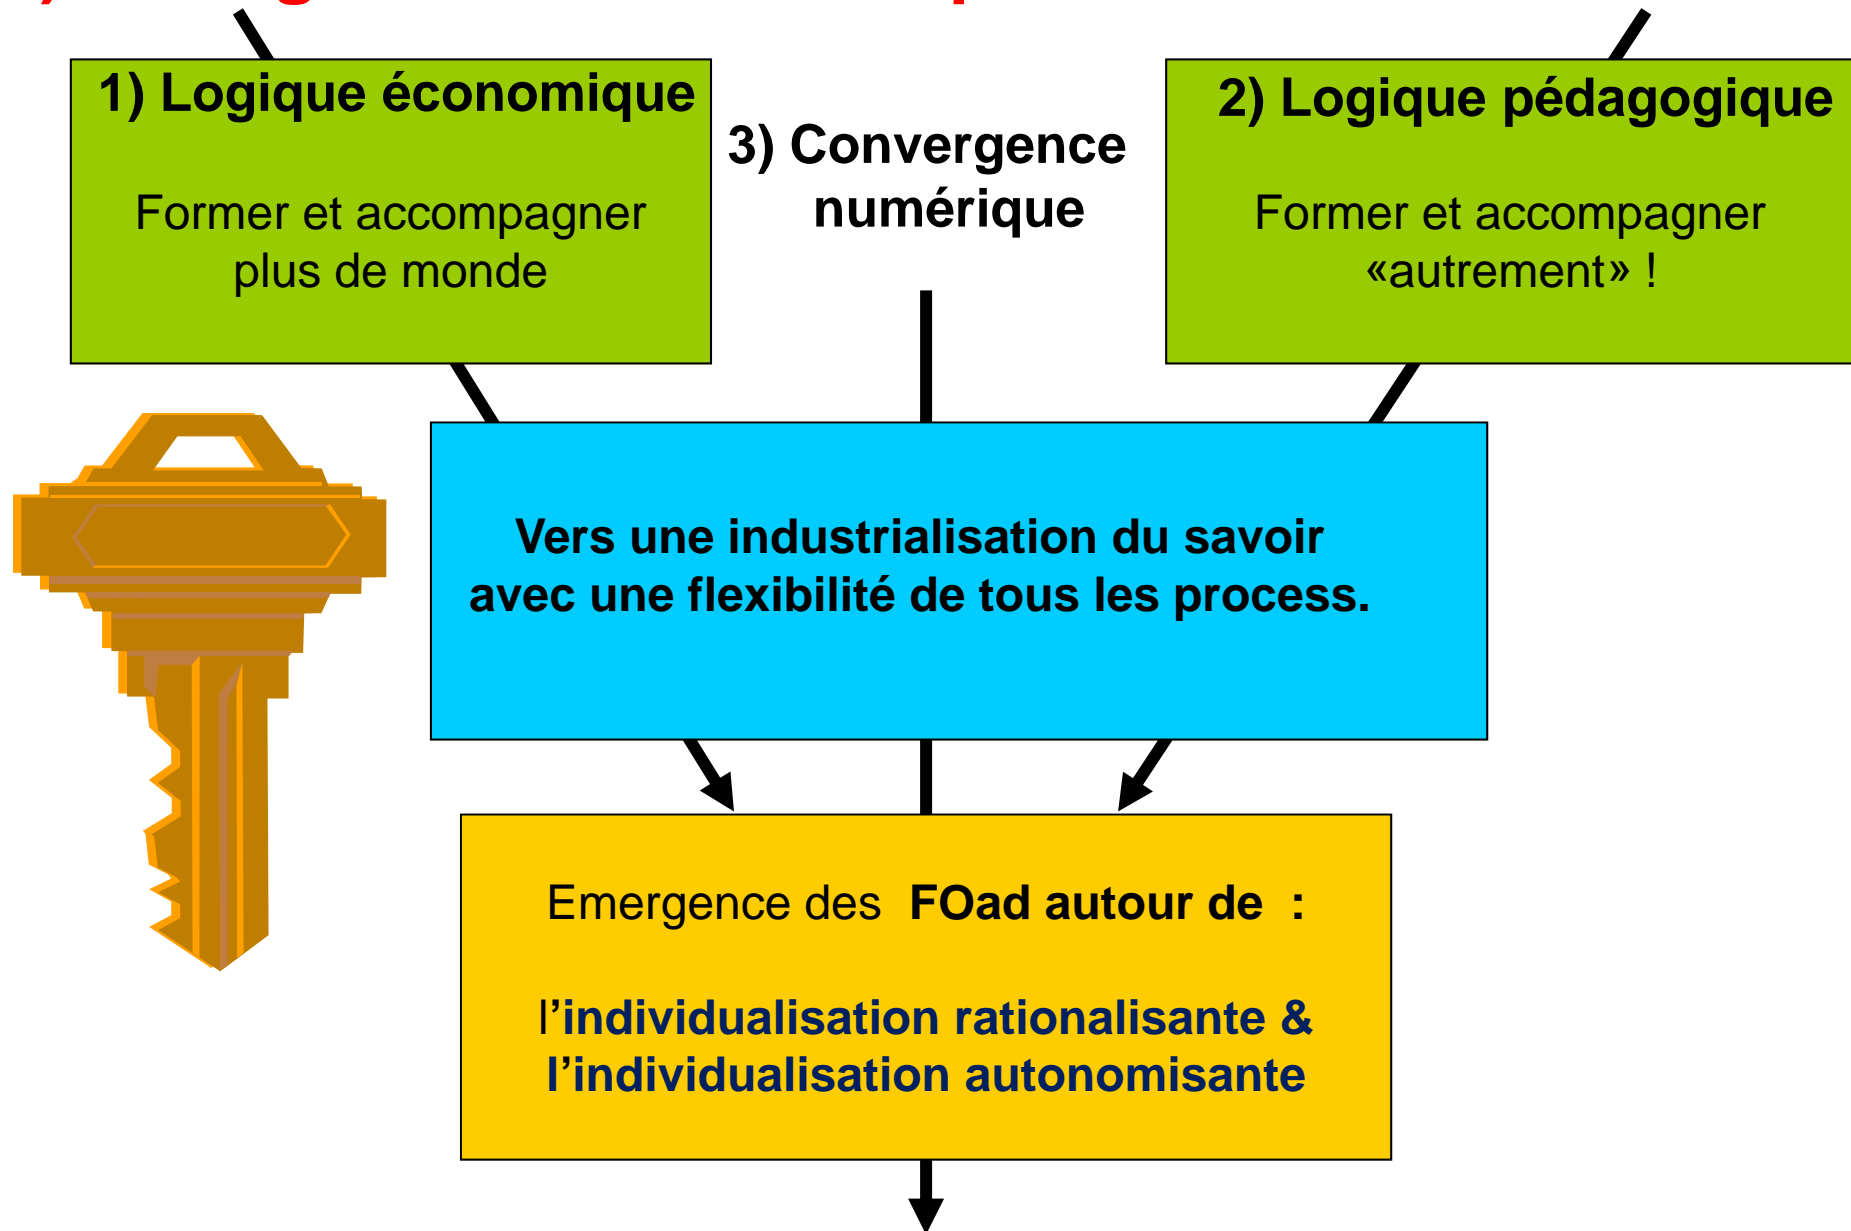 1) Logique économique
Former et accompagner
plus de monde
3) Convergence
numérique
2) Logique pédagogique
Former et accompagner
«autrement» !
Vers une industrialisation du savoir
avec une flexibilité de tous les process.
Emergence des FOad autour de :
l’individualisation rationalisante &
l’individualisation autonomisante